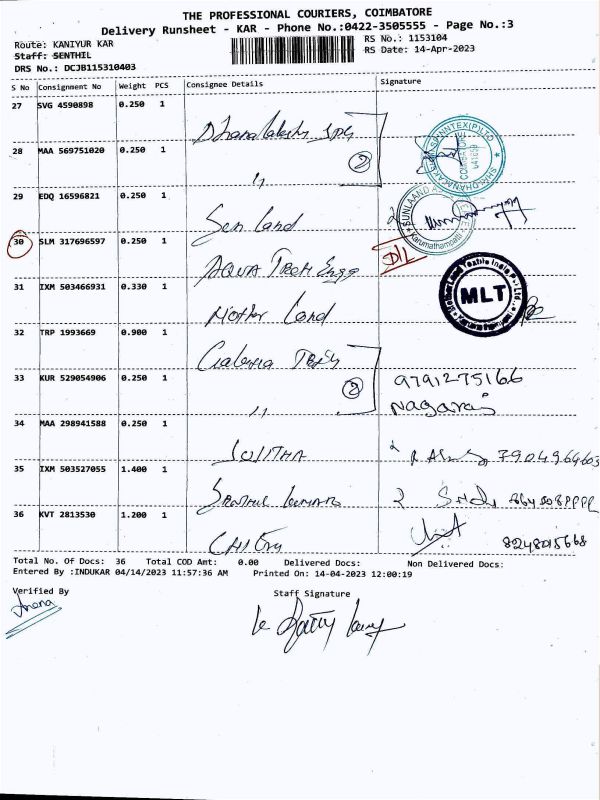 THE PROFESSIONAL COURIERS, COIMBATORE
Delivery Runsheet - KAR - Phone No.:0422-3505555 - Page No.:3
Route: KANIYUR KAR
RS No.: 1153104
Staff: SENTHIL
RS Date: 14-Apr-2023
DRS No.: DCJB115310403
S No Consignment No Weight PCS Consignee Details Signature
27 SVG 4590898 0.250 1
28 MAA 569751020 0.250 1 (2)
29 EDQ 16596821 0.250 1 Sun Land
30 SLM 317696597 0.250 1 AQUA Tech Engg D/L
31 IXM 503466931 0.330 1 Mother Land MLT
32 TRP 1993669 0.900 1
33 KUR 529054906 0.250 1 (2) 9791275166
Nagaraj
34 MAA 298941588 0.250 1 SUJITHA 7904964603
35 IXM 503527055 1.400 1
36 KVT 2813530 1.200 1 8248015668
Total No. Of Docs: 36 Total COD Amt: 0.00 Delivered Docs: Non Delivered Docs:
Entered By :INDUKAR 04/14/2023 11:57:36 AM Printed On: 14-04-2023 12:00:19
Verified By
Staff Signature